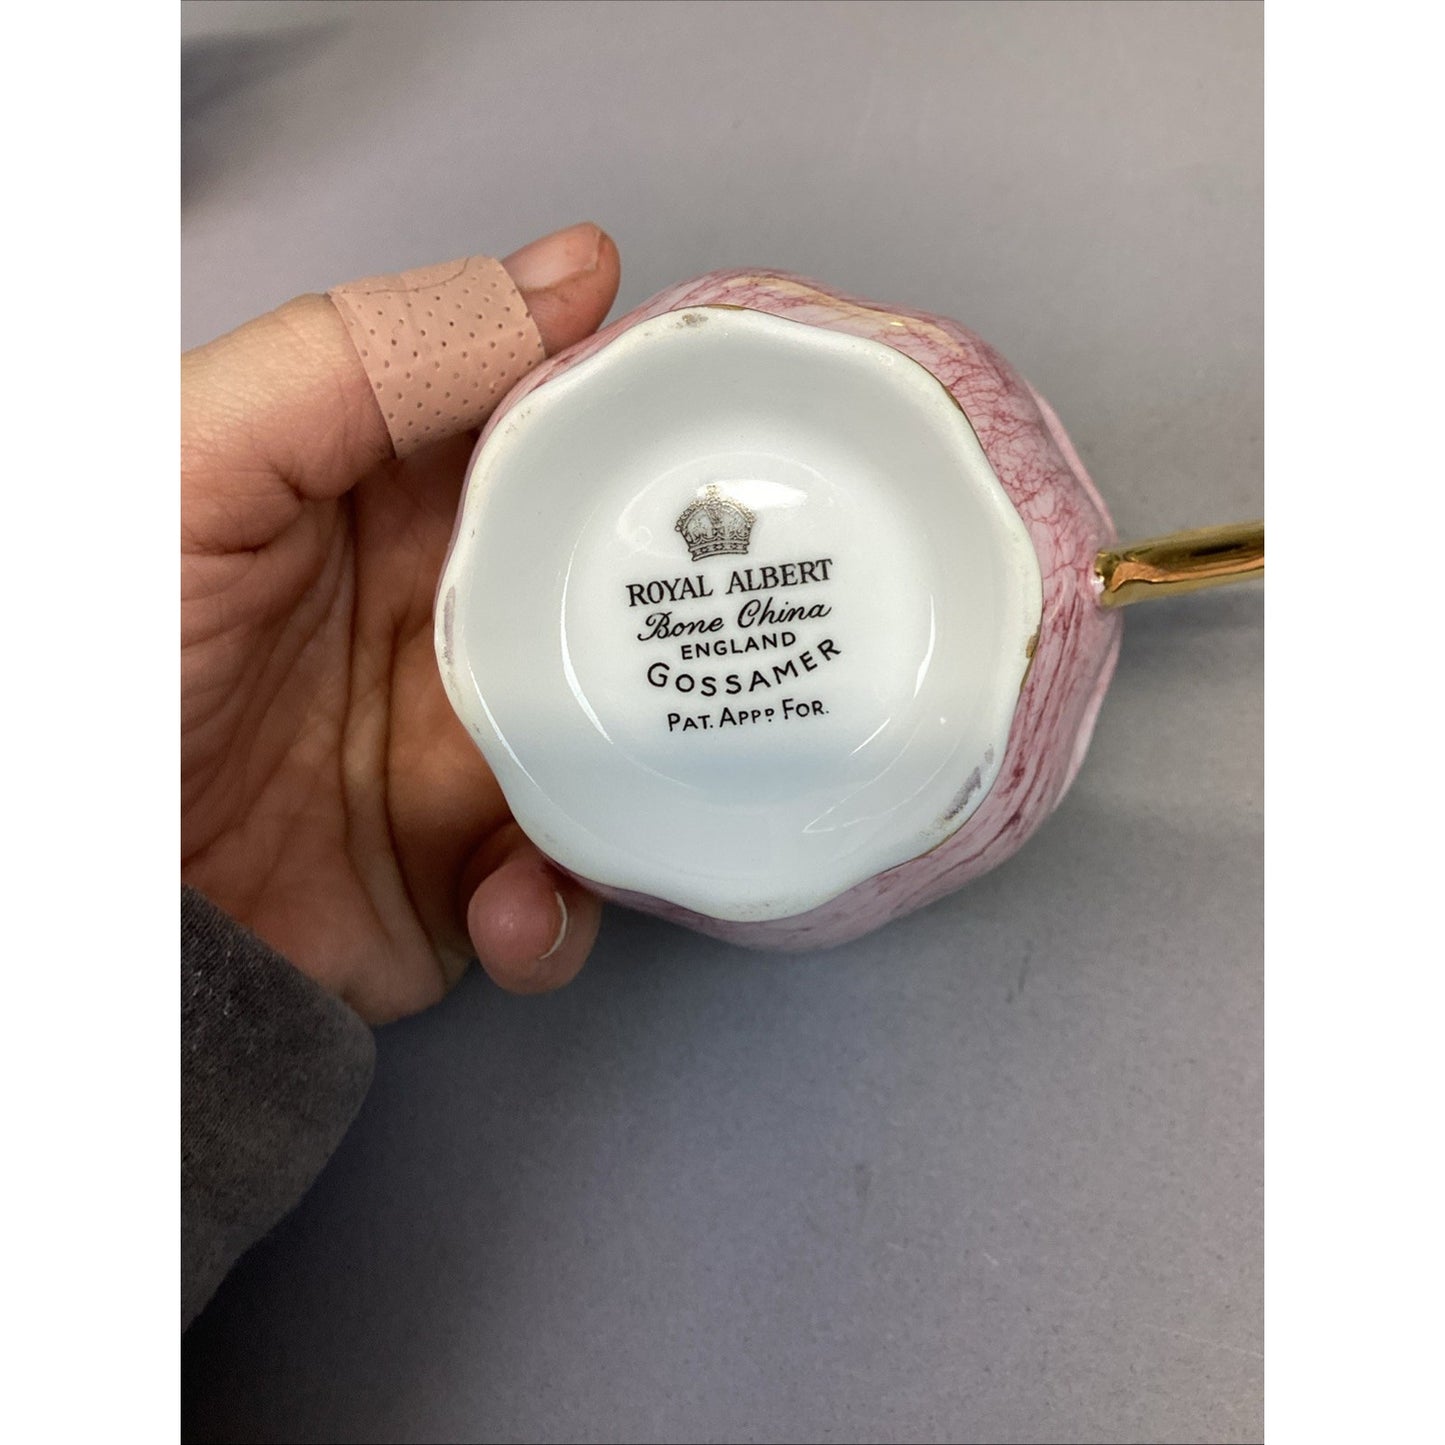 ROYAL ALBERT
Bone China
ENGLAND
GOSSAMER
PAT. APPD FOR.